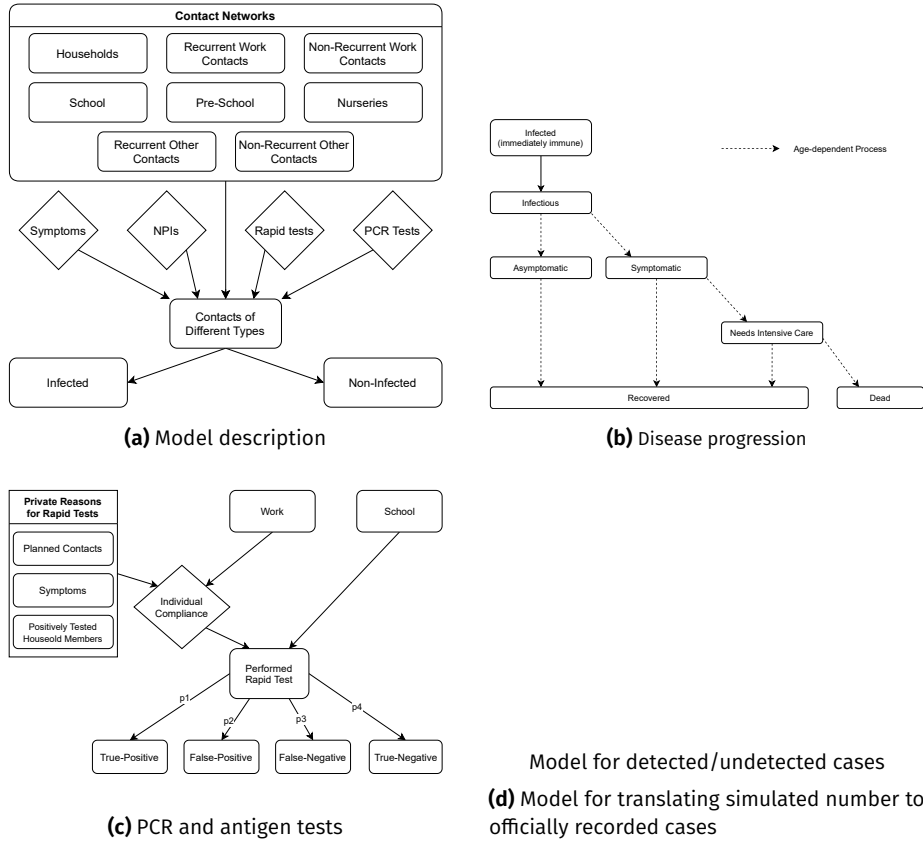 Contact Networks
Households
Recurrent Work
Contacts
Non-Recurrent Work
Contacts
School
Pre-School
Nurseries
Recurrent Other
Contacts
Non-Recurrent Other
Contacts
Symptoms
NPIs
Rapid tests
PCR Tests
Contacts of
Different Types
Infected
Non-Infected
(a) Model description
Infected
(immediately immune)
Age-dependent Process
Infectious
Asymptomatic
Symptomatic
Needs Intensive Care
Recovered
Dead
(b) Disease progression
Private Reasons
for Rapid Tests
Planned Contacts
Symptoms
Positively Tested
Houseold Members
Work
School
Individual
Compliance
Performed
Rapid Test
p1
p2
p3
p4
True-Positive
False-Positive
False-Negative
True-Negative
(c) PCR and antigen tests
Model for detected/undetected cases
(d) Model for translating simulated number to
officially recorded cases